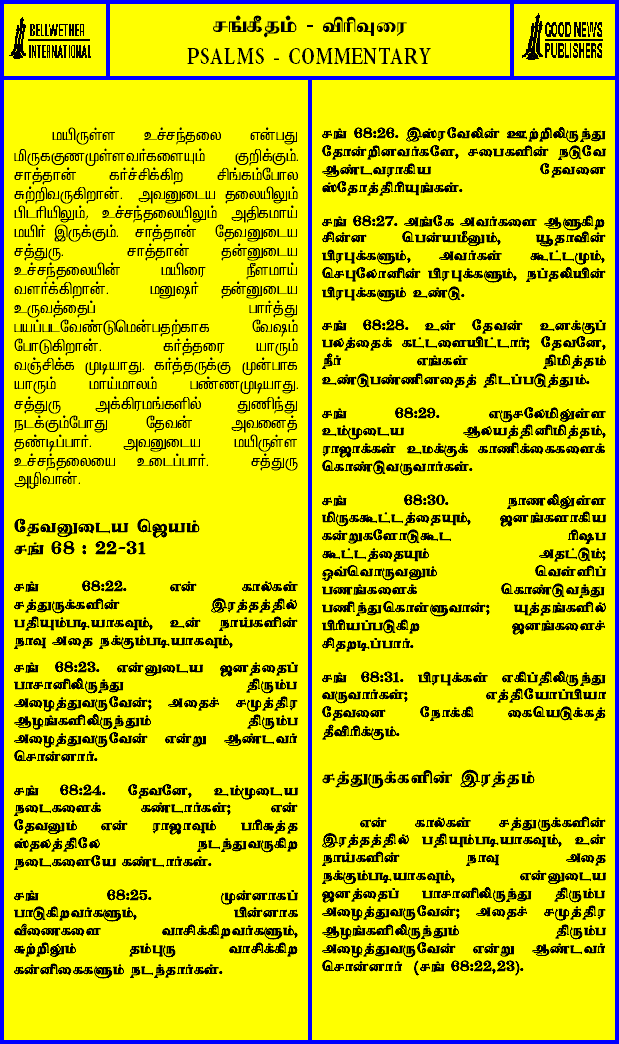 BELLWETHER
INTERNATIONAL
சங்கீதம் - விரிவுரை
PSALMS - COMMENTARY
GOOD NEWS
PUBLISHERS
மயிருள்ள உச்சந்தலை என்பது
மிருககுணமுள்ளவர்களையும் குறிக்கும்.
சாத்தான் கர்ச்சிக்கிற சிங்கம்போல
சுற்றிவருகிறான். அவனுடைய தலையிலும்
பிடரியிலும், உச்சந்தலையிலும் அதிகமாய்
மயிர் இருக்கும். சாத்தான் தேவனுடைய
சத்துரு. சாத்தான் தன்னுடைய
உச்சந்தலையின் மயிரை நீளமாய்
வளர்க்கிறான். மனுஷர் தன்னுடைய
உருவத்தைப் பார்த்து
பயப்படவேண்டுமென்பதற்காக வேஷம்
போடுகிறான். கர்த்தரை யாரும்
வஞ்சிக்க முடியாது. கர்த்தருக்கு முன்பாக
யாரும் மாய்மாலம் பண்ணமுடியாது.
சத்துரு அக்கிரமங்களில் துணிந்து
நடக்கும்போது தேவன் அவனைத்
தண்டிப்பார். அவனுடைய மயிருள்ள
உச்சந்தலையை உடைப்பார். சத்துரு
அழிவான்.
தேவனுடைய ஜெயம்
சங் 68 : 22-31
சங் 68:22. என் கால்கள்
சத்துருக்களின் இரத்தத்தில்
பதியும்படியாகவும், உன் நாய்களின்
நாவு அதை நக்கும்படியாகவும்,
சங் 68:23. என்னுடைய ஜனத்தைப்
பாசானிலிருந்து திரும்ப
அழைத்துவருவேன்; அதைச் சமுத்திர
ஆழங்களிலிருந்தும் திரும்ப
அழைத்துவருவேன் என்று ஆண்டவர்
சொன்னார்.
சங் 68:24. தேவனே, உம்முடைய
நடைகளைக் கண்டார்கள்; என்
தேவனும் என் ராஜாவும் பரிசுத்த
ஸ்தலத்திலே நடந்துவருகிற
நடைகளையே கண்டார்கள்.
சங் 68:25. முன்னாகப்
பாடுகிறவர்களும், பின்னாக
வீணைகளை வாசிக்கிறவர்களும்,
சுற்றிலும் தம்புரு வாசிக்கிற
கன்னிகைகளும் நடந்தார்கள்.
சங் 68:26. இஸ்ரவேலின் ஊற்றிலிருந்து
தோன்றினவர்களே, சபைகளின் நடுவே
ஆண்டவராகிய தேவனை
ஸ்தோத்திரியுங்கள்.
சங் 68:27. அங்கே அவர்களை ஆளுகிற
சின்ன பென்யமீனும், யூதாவின்
பிரபுக்களும், அவர்கள் கூட்டமும்,
செபுலோனின் பிரபுக்களும், நப்தலியின்
பிரபுக்களும் உண்டு.
சங் 68:28. உன் தேவன் உனக்குப்
பலத்தைக் கட்டளையிட்டார்; தேவனே,
நீர் எங்கள் நிமித்தம்
உண்டுபண்ணினதைத் திடப்படுத்தும்.
சங் 68:29. எருசலேமிலுள்ள
உம்முடைய ஆலயத்தினிமித்தம்,
ராஜாக்கள் உமக்குக் காணிக்கைகளைக்
கொண்டுவருவார்கள்.
சங் 68:30. நாணலிலுள்ள
மிருககூட்டத்தையும், ஜனங்களாகிய
கன்றுகளோடுகூட ரிஷப
கூட்டத்தையும் அதட்டும்;
ஒவ்வொருவனும் வெள்ளிப்
பணங்களைக் கொண்டுவந்து
பணிந்துகொள்ளுவான்; யுத்தங்களில்
பிரியப்படுகிற ஜனங்களைச்
சிதறடிப்பார்.
சங் 68:31. பிரபுக்கள் எகிப்திலிருந்து
வருவார்கள்; எத்தியோப்பியா
தேவனை நோக்கி கையெடுக்கத்
தீவிரிக்கும்.
சத்துருக்களின் இரத்தம்
என் கால்கள் சத்துருக்களின்
இரத்தத்தில் பதியும்படியாகவும், உன்
நாய்களின் நாவு அதை
நக்கும்படியாகவும், என்னுடைய
ஜனத்தைப் பாசானிலிருந்து திரும்ப
அழைத்துவருவேன்; அதைச் சமுத்திர
ஆழங்களிலிருந்தும் திரும்ப
அழைத்துவருவேன் என்று ஆண்டவர்
சொன்னார் (சங் 68:22,23).